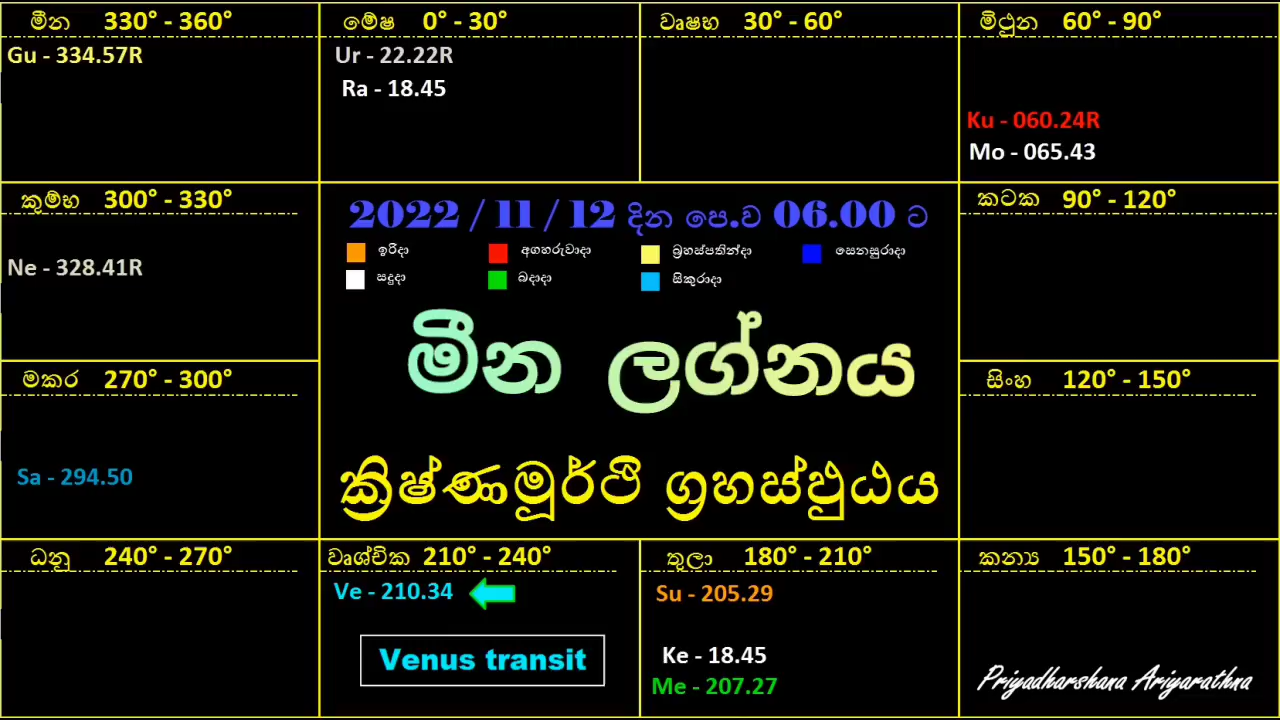 මීන 330° - 360°
Gu - 334.57R
මේෂ 0° - 30°
Ur - 22.22R
Ra - 18.45
වෘෂභ 30° - 60°
මිථුන 60° - 90°
Ku - 060.24R
Mo - 065.43
කුම්භ 300° - 330°
Ne - 328.41R
2022 / 11 / 12 දින පෙ.ව 06.00 ට
ඉරිදා අගහරුවාදා බ්‍රහස්පතින්දා සෙනසුරාදා
සදුදා බදාදා සිකුරාදා
මීන ලග්නය
ක්‍රිෂ්ණමූර්ථි ග්‍රහස්ඵුඨය
කටක 90° - 120°
මකර 270° - 300°
Sa - 294.50
සිංහ 120° - 150°
ධනු 240° - 270°
වෘශ්චික 210° - 240°
Ve - 210.34
Venus transit
තුලා 180° - 210°
Su - 205.29
Ke - 18.45
Me - 207.27
කන්‍ය 150° - 180°
Priyadharshana Ariyarathna